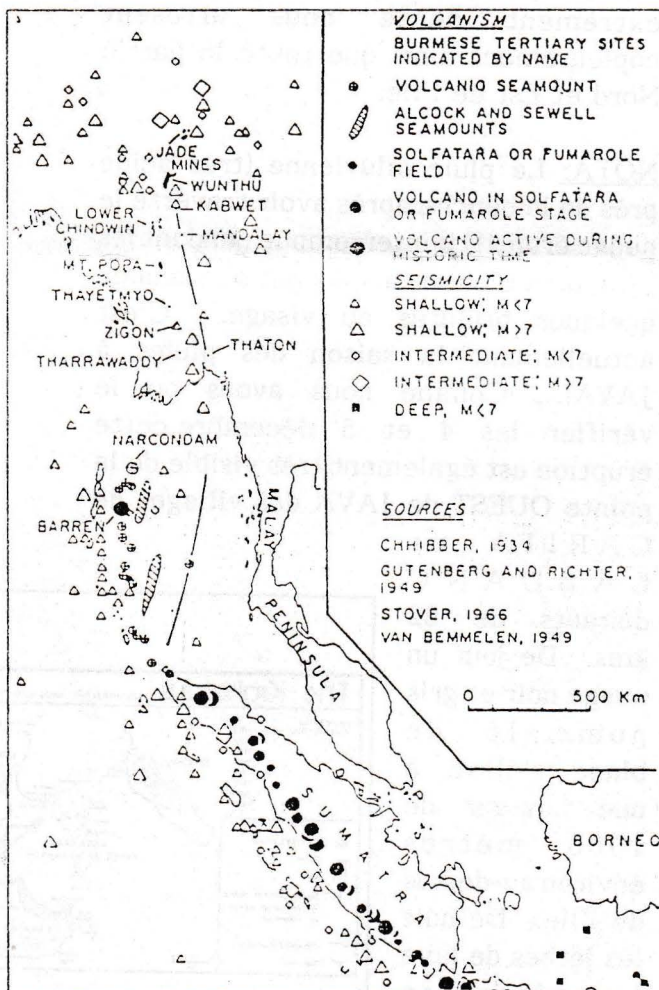 VOLCANISM
BURMESE TERTIARY SITES
INDICATED BY NAME
VOLCANIO SEAMOUNT
ALCOCK AND SEWELL
SEAMOUNTS
SOLFATARA OR FUMAROLE
FIELD
VOLCANO IN SOLFATARA
OR FUMAROLE STAGE
VOLCANO ACTIVE DURING
HISTORIC TIME
SEISMICITY
SHALLOW; M<7
SHALLOW; M>7
INTERMEDIATE; M<7
INTERMEDIATE; M>7
DEEP, M<7
SOURCES
CHHIBBER, 1934
GUTENBERG AND RICHTER,
1949
STOVER, 1966
VAN BEMMELEN, 1949
0 500 Km
JADE
MINES
WUNTHU
KABWET
LOWER
CHINDWIN
MANDALAY
MT. POPA
THAYETMYO
ZIGON
THARRAWADDY
THATON
NARCONDAM
BARREN
MALAY
PENINSULA
SUMATRA
BORNEO